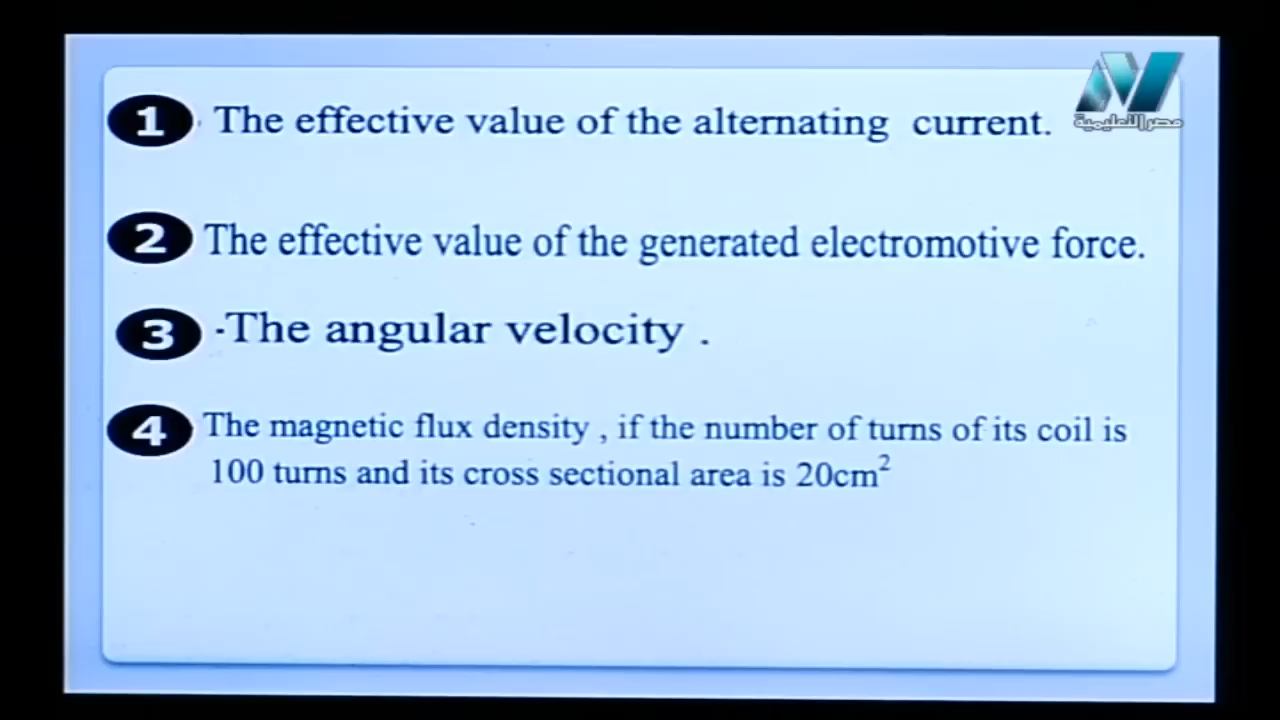 1 The effective value of the alternating current.
مصر التعليمية
2 The effective value of the generated electromotive force.
3 -The angular velocity .
4 The magnetic flux density , if the number of turns of its coil is
100 turns and its cross sectional area is 20cm²